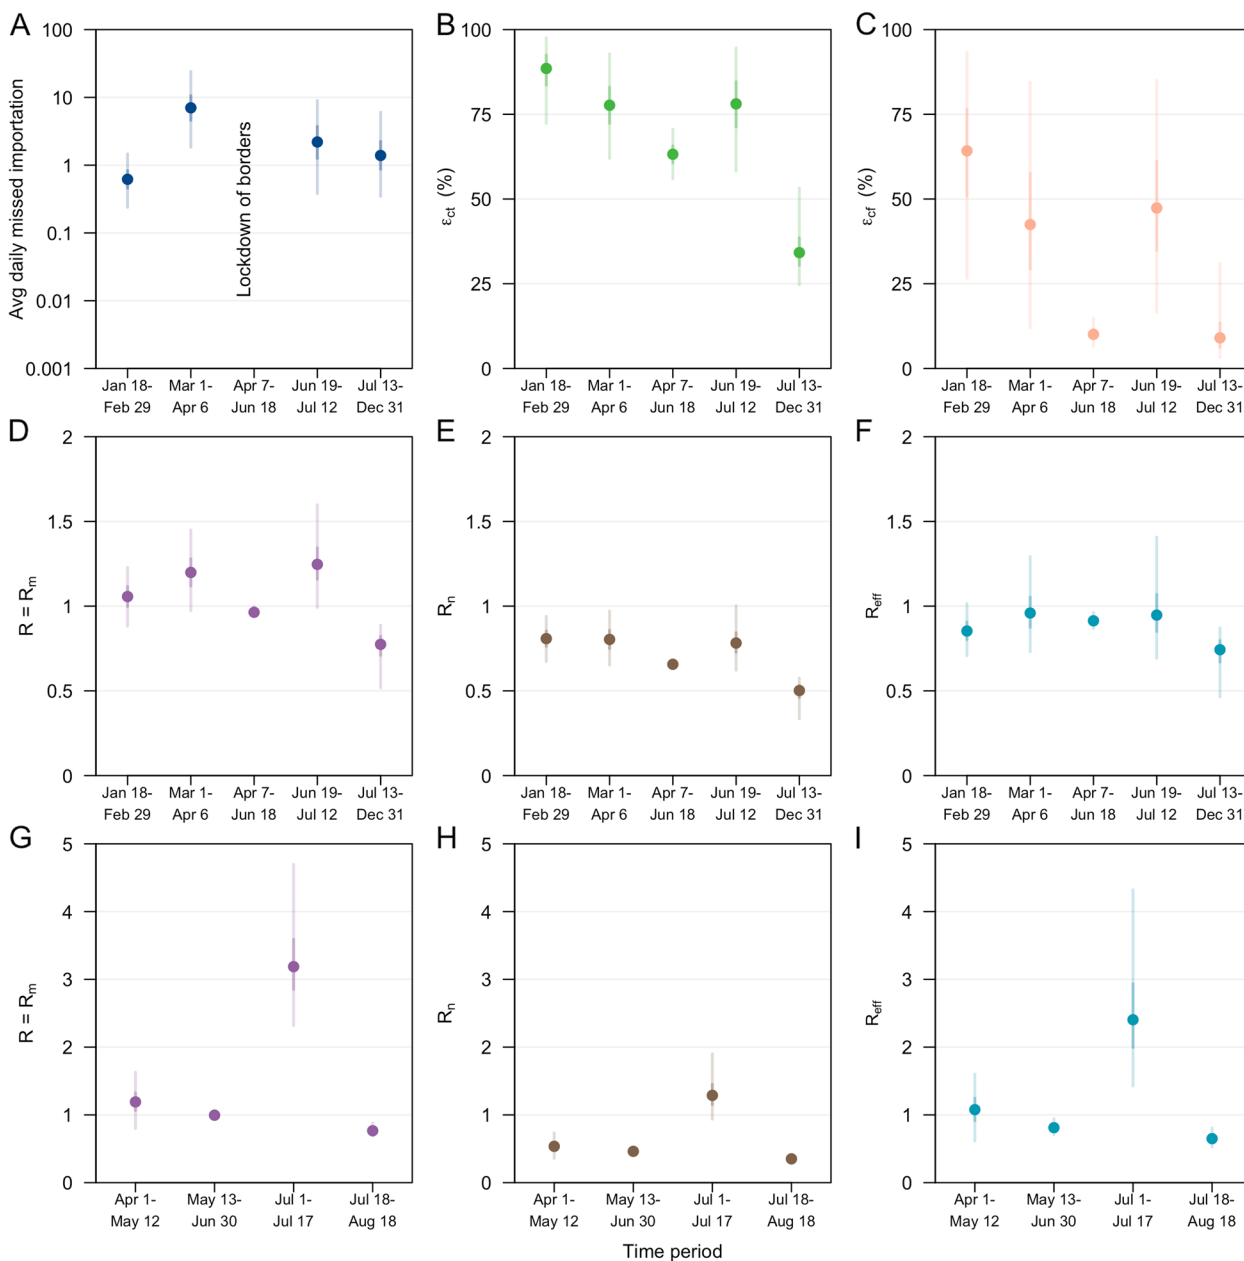 A
B
C
Avg daily missed importation
100
10
1
0.1
0.01
0.001
Lockdown of borders
Jan 18-
Feb 29
Mar 1-
Apr 6
Apr 7-
Jun 18
Jun 19-
Jul 12
Jul 13-
Dec 31
εct (%)
100
75
50
25
0
Jan 18-
Feb 29
Mar 1-
Apr 6
Apr 7-
Jun 18
Jun 19-
Jul 12
Jul 13-
Dec 31
εcf (%)
100
75
50
25
0
Jan 18-
Feb 29
Mar 1-
Apr 6
Apr 7-
Jun 18
Jun 19-
Jul 12
Jul 13-
Dec 31
D
E
F
R = Rm
2
1.5
1
0.5
0
Jan 18-
Feb 29
Mar 1-
Apr 6
Apr 7-
Jun 18
Jun 19-
Jul 12
Jul 13-
Dec 31
Rn
2
1.5
1
0.5
0
Jan 18-
Feb 29
Mar 1-
Apr 6
Apr 7-
Jun 18
Jun 19-
Jul 12
Jul 13-
Dec 31
Reff
2
1.5
1
0.5
0
Jan 18-
Feb 29
Mar 1-
Apr 6
Apr 7-
Jun 18
Jun 19-
Jul 12
Jul 13-
Dec 31
G
H
I
R = Rm
5
4
3
2
1
0
Apr 1-
May 12
May 13-
Jun 30
Jul 1-
Jul 17
Jul 18-
Aug 18
Rn
5
4
3
2
1
0
Apr 1-
May 12
May 13-
Jun 30
Jul 1-
Jul 17
Jul 18-
Aug 18
Reff
5
4
3
2
1
0
Apr 1-
May 12
May 13-
Jun 30
Jul 1-
Jul 17
Jul 18-
Aug 18
Time period